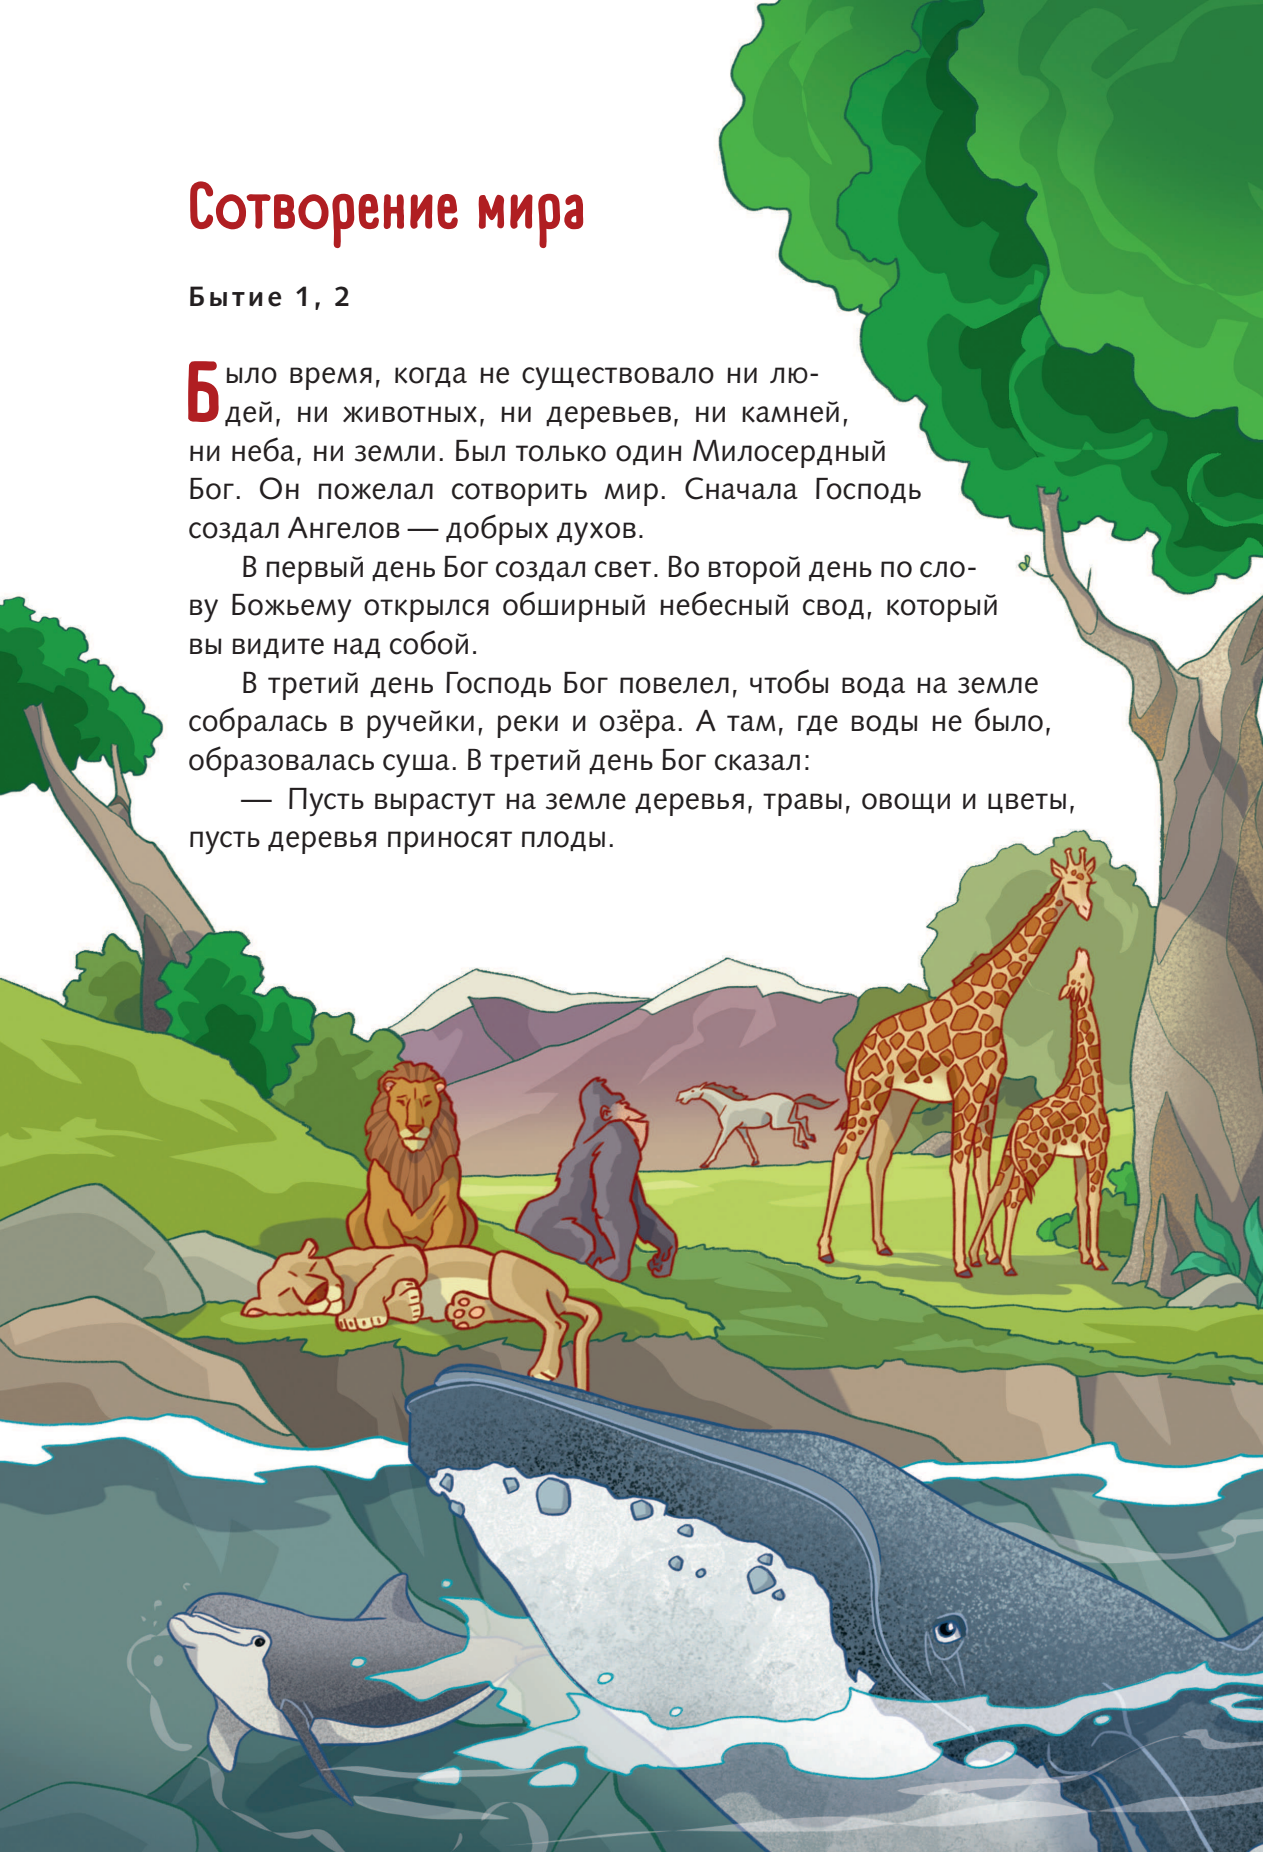 Сотворение мира
Бытие 1, 2
Было время, когда не существовало ни лю-
дей, ни животных, ни деревьев, ни камней,
ни неба, ни земли. Был только один Милосердный
Бог. Он пожелал сотворить мир. Сначала Господь
создал Ангелов — добрых духов.
В первый день Бог создал свет. Во второй день по сло-
ву Божьему открылся обширный небесный свод, который
вы видите над собой.
В третий день Господь Бог повелел, чтобы вода на земле
собралась в ручейки, реки и озёра. А там, где воды не было,
образовалась суша. В третий день Бог сказал:
— Пусть вырастут на земле деревья, травы, овощи и цветы,
пусть деревья приносят плоды.